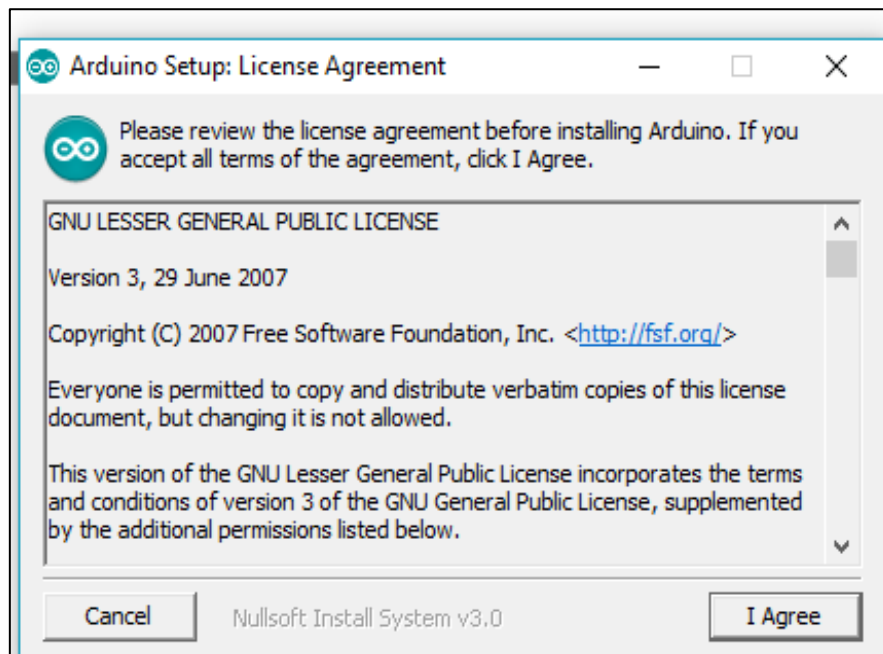 Arduino Setup: License Agreement
Please review the license agreement before installing Arduino. If you
accept all terms of the agreement, click I Agree.
GNU LESSER GENERAL PUBLIC LICENSE
Version 3, 29 June 2007
Copyright (C) 2007 Free Software Foundation, Inc. <http://fsf.org/>
Everyone is permitted to copy and distribute verbatim copies of this license
document, but changing it is not allowed.
This version of the GNU Lesser General Public License incorporates the terms
and conditions of version 3 of the GNU General Public License, supplemented
by the additional permissions listed below.
Cancel Nullsoft Install System v3.0 I Agree